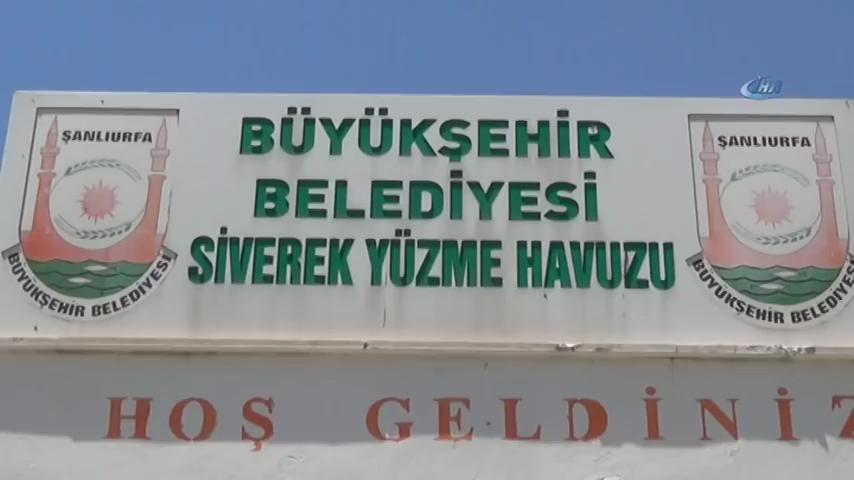 İHA
ŞANLIURFA
BÜYÜKŞEHİR BELEDİYESİ
BÜYÜKŞEHİR
BELEDİYESİ
SİVEREK YÜZME HAVUZU
ŞANLIURFA
BÜYÜKŞEHİR BELEDİYESİ
HOŞ GELDİNİZ